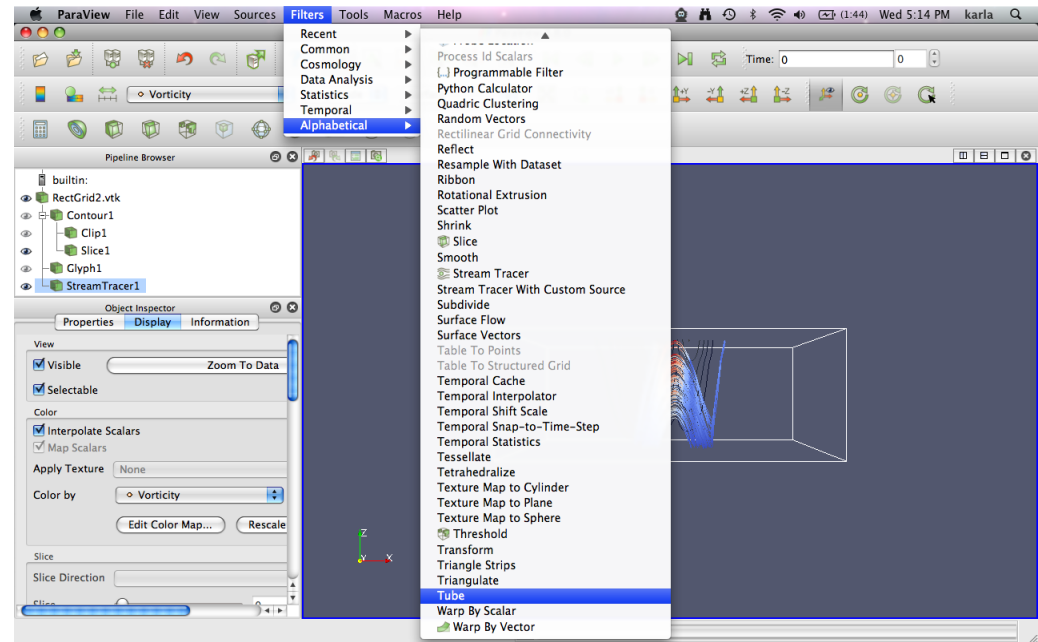 ParaView File Edit View Sources Filters Tools Macros Help (1:44) Wed 5:14 PM karla
Recent
Common
Cosmology
Data Analysis
Statistics
Temporal
Alphabetical
Process Id Scalars
{...} Programmable Filter
Python Calculator
Quadric Clustering
Random Vectors
Rectilinear Grid Connectivity
Reflect
Resample With Dataset
Ribbon
Rotational Extrusion
Scatter Plot
Shrink
Slice
Smooth
Stream Tracer
Stream Tracer With Custom Source
Subdivide
Surface Flow
Surface Vectors
Table To Points
Table To Structured Grid
Temporal Cache
Temporal Interpolator
Temporal Shift Scale
Temporal Snap-to-Time-Step
Temporal Statistics
Tessellate
Tetrahedralize
Texture Map to Cylinder
Texture Map to Plane
Texture Map to Sphere
Threshold
Transform
Triangle Strips
Triangulate
Tube
Warp By Scalar
Warp By Vector
Time: 0 0
Vorticity
+Y -Y +Z -Z
Pipeline Browser
builtin:
RectGrid2.vtk
Contour1
Clip1
Slice1
Glyph1
StreamTracer1
Object Inspector
Properties Display Information
View
Visible Zoom To Data
Selectable
Color
Interpolate Scalars
Map Scalars
Apply Texture None
Color by Vorticity
Edit Color Map... Rescale
Slice
Slice Direction
Z
Y X